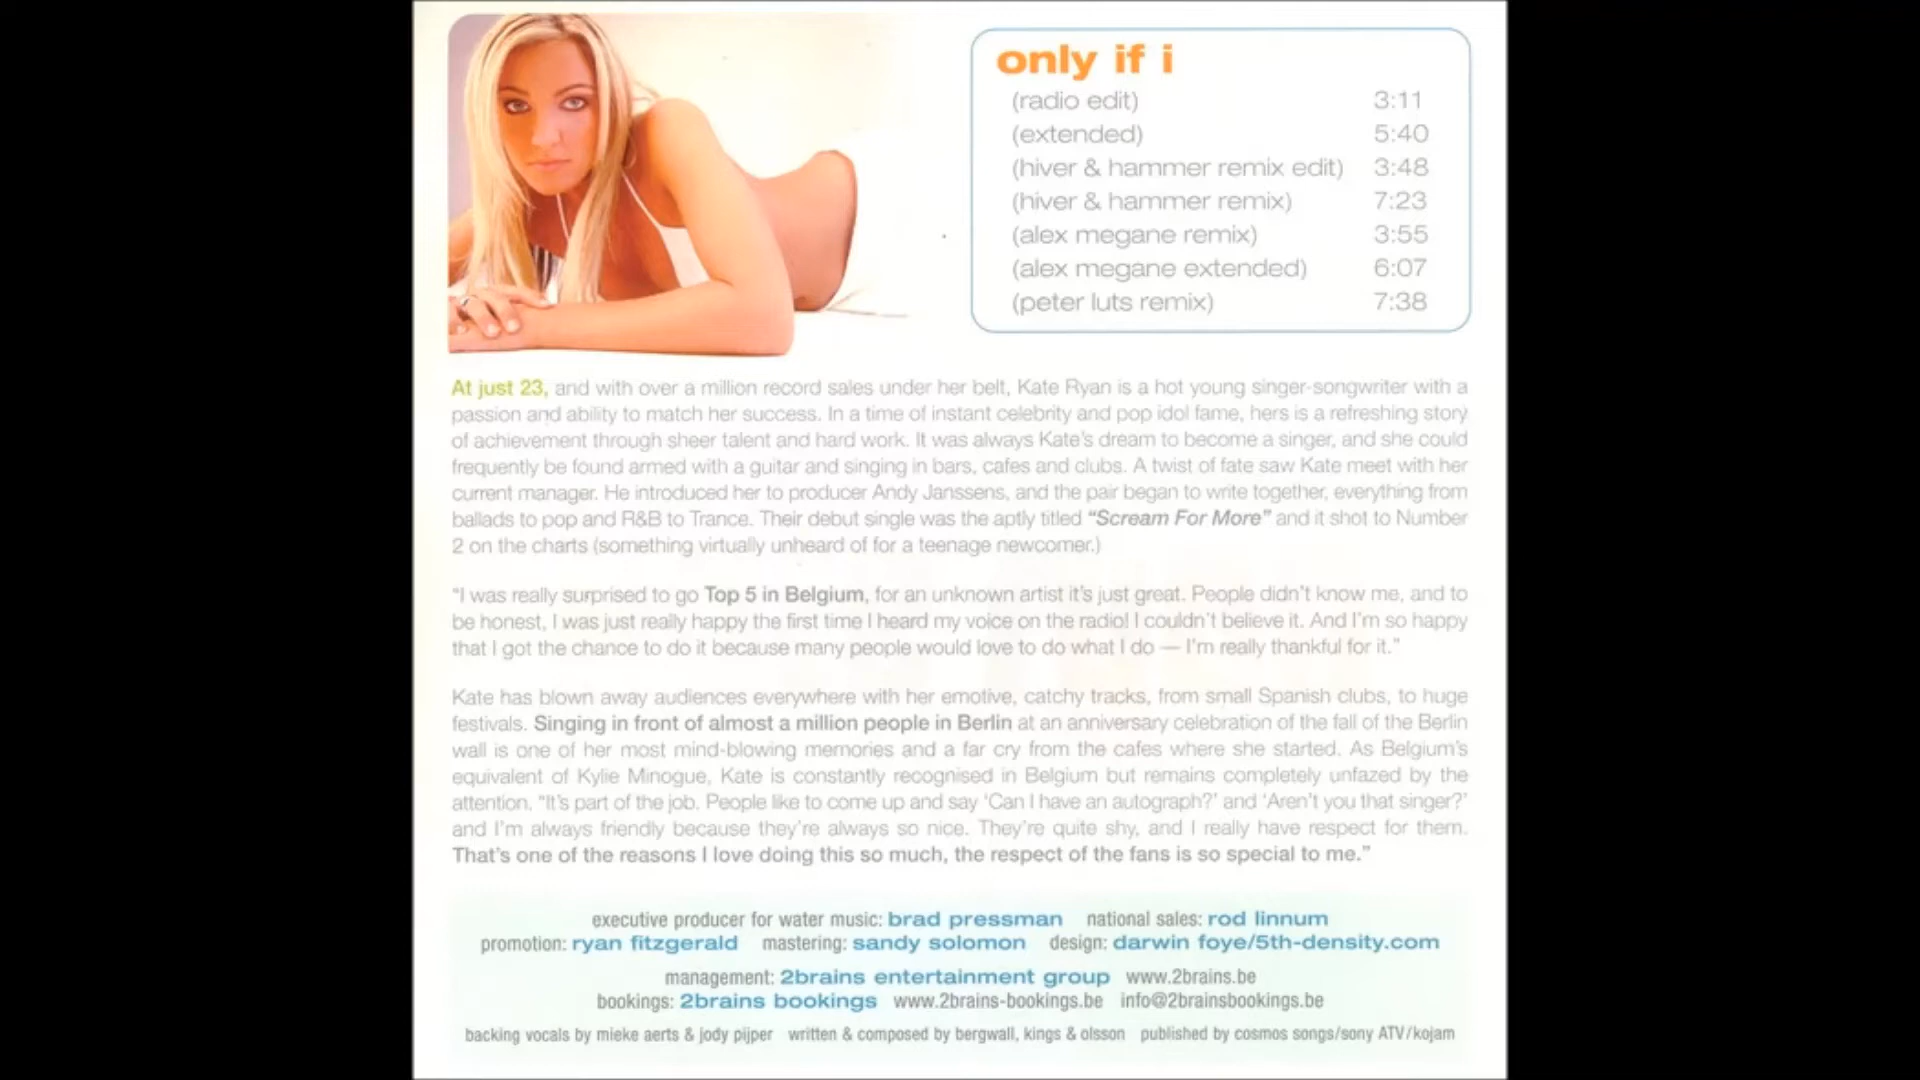 only if i
(radio edit) 3:11
(extended) 5:40
(hiver & hammer remix edit) 3:48
(hiver & hammer remix) 7:23
(alex megane remix) 3:55
(alex megane extended) 6:07
(peter luts remix) 7:38
At just 23, and with over a million record sales under her belt, Kate Ryan is a hot young singer-songwriter with a
passion and ability to match her success. In a time of instant celebrity and pop idol fame, hers is a refreshing story
of achievement through sheer talent and hard work. It was always Kate's dream to become a singer, and she could
frequently be found armed with a guitar and singing in bars, cafes and clubs. A twist of fate saw Kate meet with her
current manager. He introduced her to producer Andy Janssens, and the pair began to write together, everything from
ballads to pop and R&B to Trance. Their debut single was the aptly titled “Scream For More” and it shot to Number
2 on the charts (something virtually unheard of for a teenage newcomer.)
“I was really surprised to go Top 5 in Belgium, for an unknown artist it's just great. People didn't know me, and to
be honest, I was just really happy the first time I heard my voice on the radio! I couldn't believe it. And I'm so happy
that I got the chance to do it because many people would love to do what I do — I'm really thankful for it.”
Kate has blown away audiences everywhere with her emotive, catchy tracks, from small Spanish clubs, to huge
festivals. Singing in front of almost a million people in Berlin at an anniversary celebration of the fall of the Berlin
wall is one of her most mind-blowing memories and a far cry from the cafes where she started. As Belgium's
equivalent of Kylie Minogue, Kate is constantly recognised in Belgium but remains completely unfazed by the
attention. “It's part of the job. People like to come up and say ‘Can I have an autograph?’ and ‘Aren't you that singer?’
and I'm always friendly because they're always so nice. They're quite shy, and I really have respect for them.
That's one of the reasons I love doing this so much, the respect of the fans is so special to me.”
executive producer for water music: brad pressman national sales: rod linnum
promotion: ryan fitzgerald mastering: sandy solomon design: darwin foye/5th-density.com
management: 2brains entertainment group www.2brains.be
bookings: 2brains bookings www.2brains-bookings.be info@2brainsbookings.be
backing vocals by mieke aerts & jody pijper written & composed by bergwall, kings & olsson published by cosmos songs/sony ATV/kojam